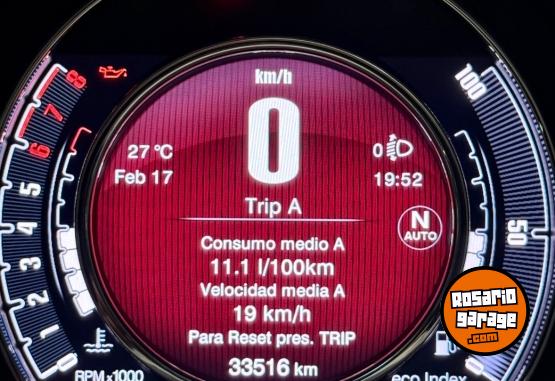 km/h
0
27 °C
Feb 17
0
19:52
Trip A
N
AUTO
Consumo medio A
11.1 l/100km
Velocidad media A
19 km/h
Para Reset pres. TRIP
33516 km
8
7
6
5
4
3
2
1
0
RPM x1000
100
50
eco Index
Rosario
garage
.com